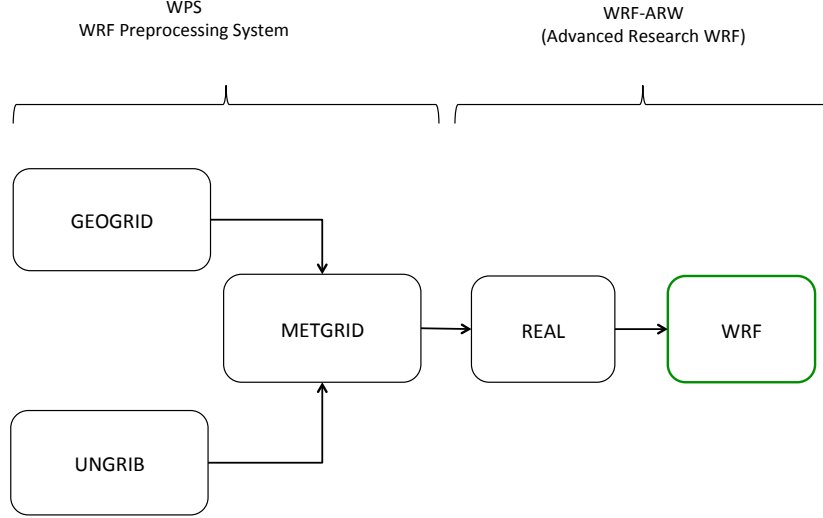 WPS
WRF Preprocessing System
WRF-ARW
(Advanced Research WRF)
GEOGRID
METGRID
REAL
WRF
UNGRIB